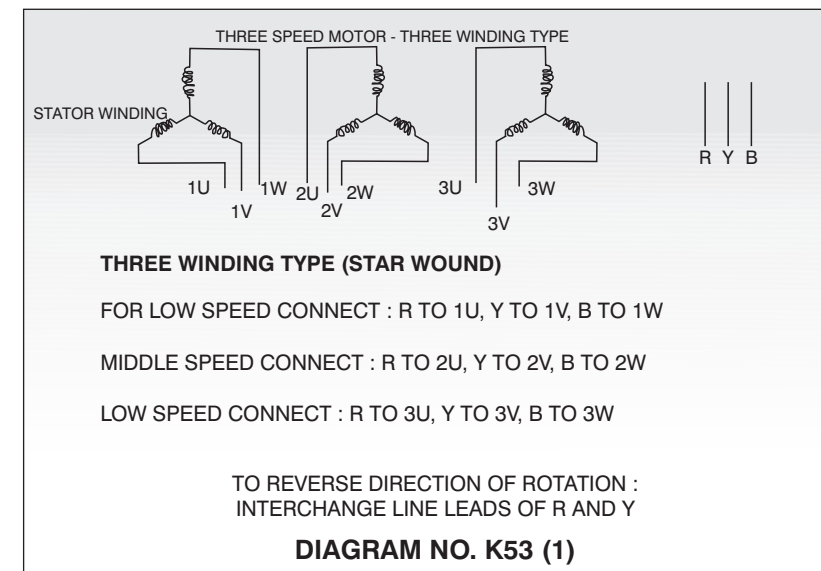 THREE SPEED MOTOR - THREE WINDING TYPE
STATOR WINDING
R Y B
1U 1W 2U 2W 3U 3W
1V 2V 3V
THREE WINDING TYPE (STAR WOUND)
FOR LOW SPEED CONNECT : R TO 1U, Y TO 1V, B TO 1W
MIDDLE SPEED CONNECT : R TO 2U, Y TO 2V, B TO 2W
LOW SPEED CONNECT : R TO 3U, Y TO 3V, B TO 3W
TO REVERSE DIRECTION OF ROTATION :
INTERCHANGE LINE LEADS OF R AND Y
DIAGRAM NO. K53 (1)